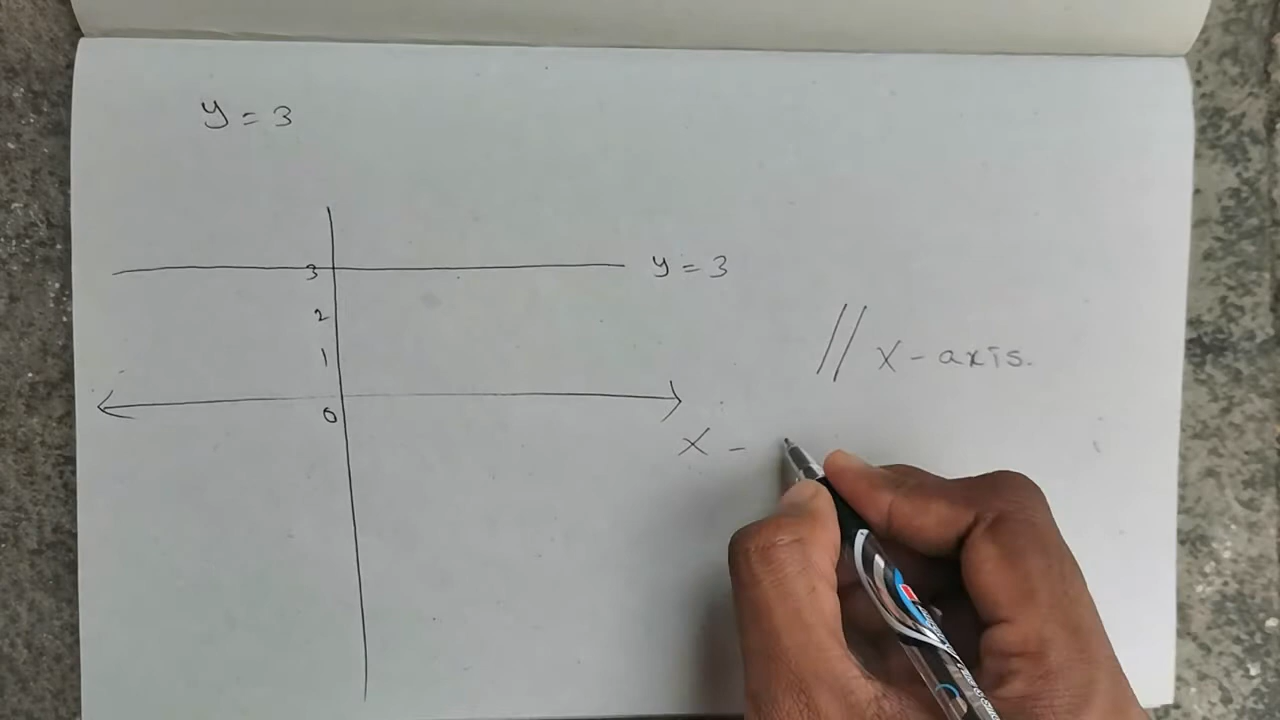 y = 3
3
y = 3
2
1
// X - axis.
0
X -